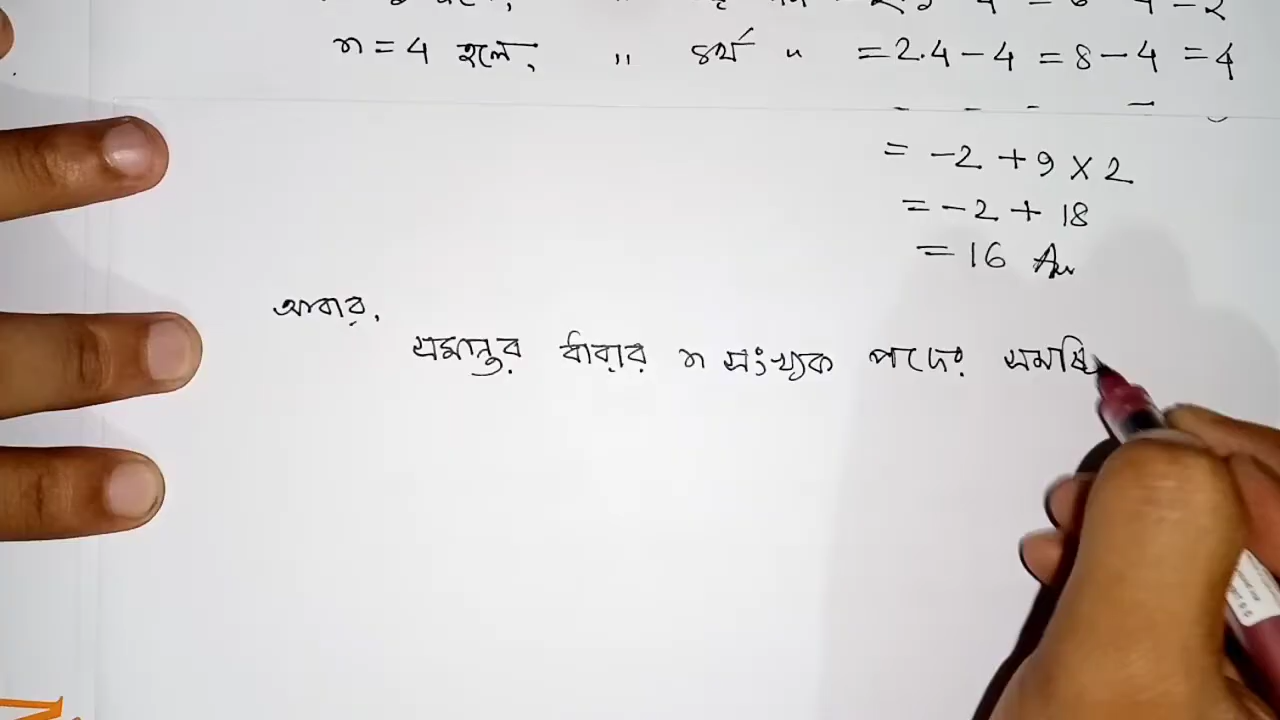 n = 4 হলে, ,, ৪র্থ " = 2.4 - 4 = 8 - 4 = 4
= -2 + 9 × 2
= -2 + 18
= 16 Ans
আবার,
সমান্তর ধারার n সংখ্যক পদের সমষ্টি